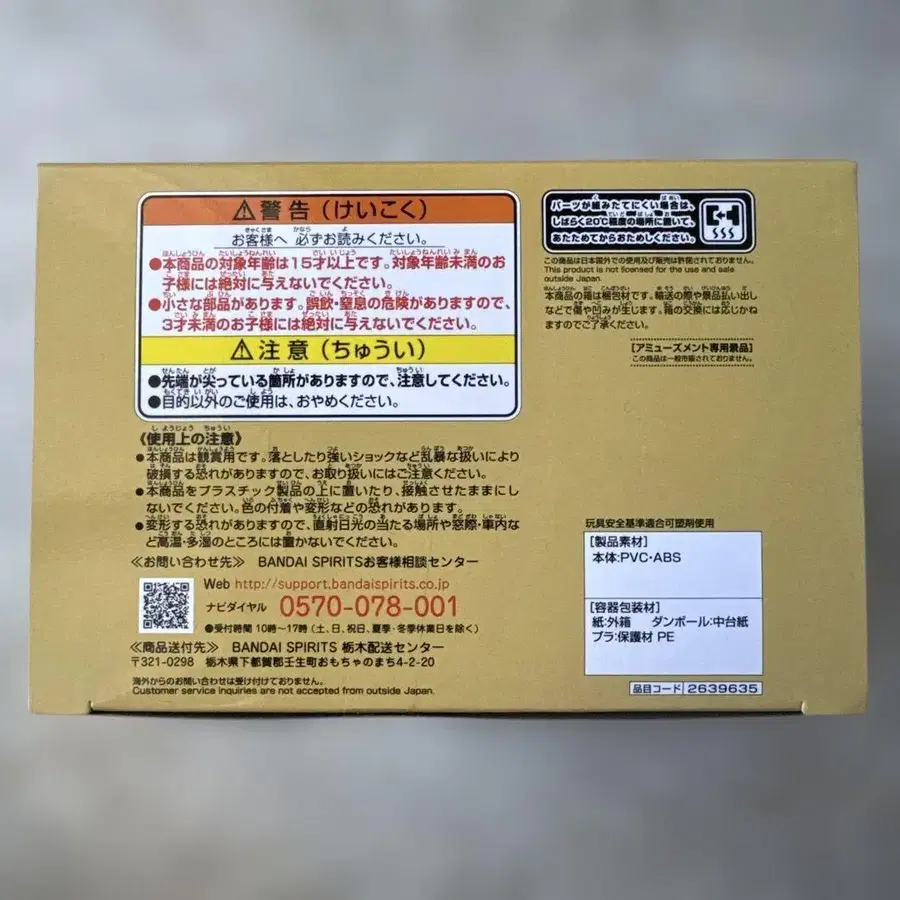 ⚠警告(けいこく)
お客様へ 必ずお読みください。
●本商品の対象年齢は15才以上です。対象年齢未満のお
子様には絶対に与えないでください。
●小さな部品があります。誤飲・窒息の危険がありますので、
3才未満のお子様には絶対に与えないでください。
⚠注意(ちゅうい)
●先端が尖っている箇所がありますので、注意してください。
●目的以外のご使用は、おやめください。
《使用上の注意》
●本商品は観賞用です。落としたり強いショックなど乱暴な扱いにより
破損する恐れがありますので、お取り扱いにはご注意ください。
●本商品をプラスチック製品の上に置いたり、接触させたままにし
ないでください。色の付着や変形などの恐れがあります。
●変形する恐れがありますので、直射日光の当たる場所や窓際・車内な
ど高温・多湿のところには置かないでください。
≪お問い合わせ先≫ BANDAI SPIRITSお客様相談センター
Web http://support.bandaispirits.co.jp
ナビダイヤル 0570-078-001
●受付時間 10時〜17時(土、日、祝日、夏季・冬季休業日を除く)
≪商品送付先≫ BANDAI SPIRITS 栃木配送センター
〒321-0298 栃木県下都賀郡壬生町おもちゃのまち4-2-20
海外からのお問い合わせは受け付けておりません。
Customer service inquiries are not accepted from outside Japan.
パーツが組みたてにくい場合は、
しばらく20℃程度の場所に置いて、
あたためてからおためしください。
この商品は日本国外での使用及び販売は許諾されておりません。
This product is not licensed for the use and sale
outside Japan.
本商品の箱は梱包材です。輸送の際や景品払い出し
などで傷や凹みが生じます。箱の交換には応じかね
ますのでご了承ください。
[アミューズメント専用景品]
この商品は一般市販されておりません。
玩具安全基準適合可塑剤使用
[製品素材]
本体:PVC・ABS
[容器包装材]
紙:外箱 ダンボール:中台紙
プラ:保護材 PE
品目コード 2639635